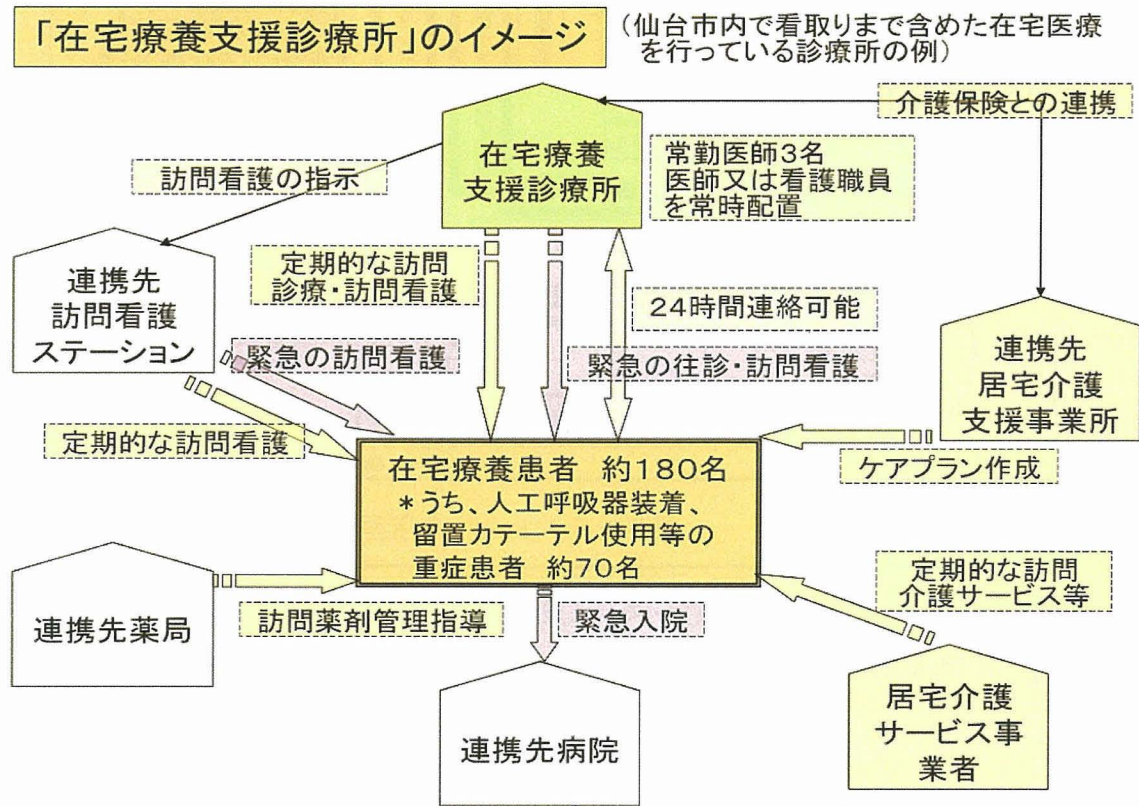 「在宅療養支援診療所」のイメージ
（仙台市内で看取りまで含めた在宅医療
を行っている診療所の例）
介護保険との連携
在宅療養
支援診療所
常勤医師３名
医師又は看護職員
を常時配置
訪問看護の指示
連携先
訪問看護
ステーション
定期的な訪問
診療・訪問看護
２４時間連絡可能
連携先
居宅介護
支援事業所
緊急の訪問看護
緊急の往診・訪問看護
定期的な訪問看護
ケアプラン作成
在宅療養患者　約１８０名
＊うち、人工呼吸器装着、
留置カテーテル使用等の
重症患者　約７０名
定期的な訪問
介護サービス等
連携先薬局
訪問薬剤管理指導
緊急入院
連携先病院
居宅介護
サービス事
業者